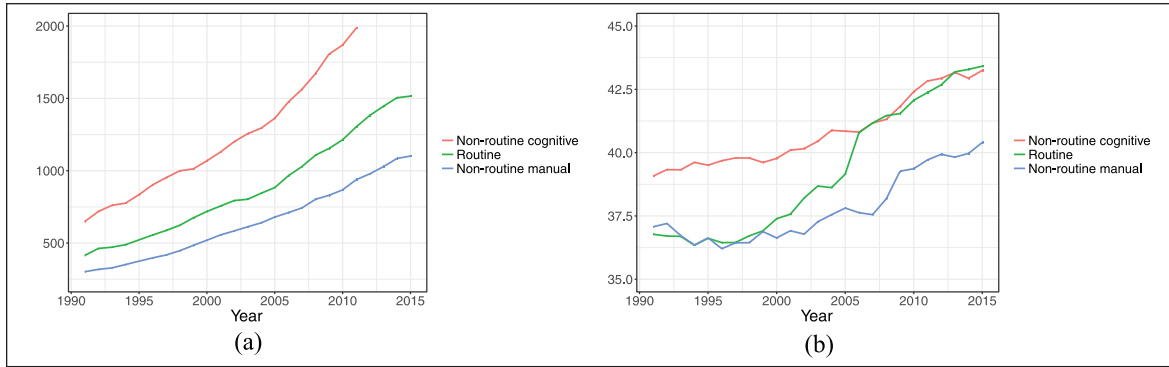 2000
1500
1000
500
1990
1995
2000
2005
2010
2015
Year
Non-routine cognitive
Routine
Non-routine manual
(a)
45.0
42.5
40.0
37.5
35.0
1990
1995
2000
2005
2010
2015
Year
Non-routine cognitive
Routine
Non-routine manual
(b)